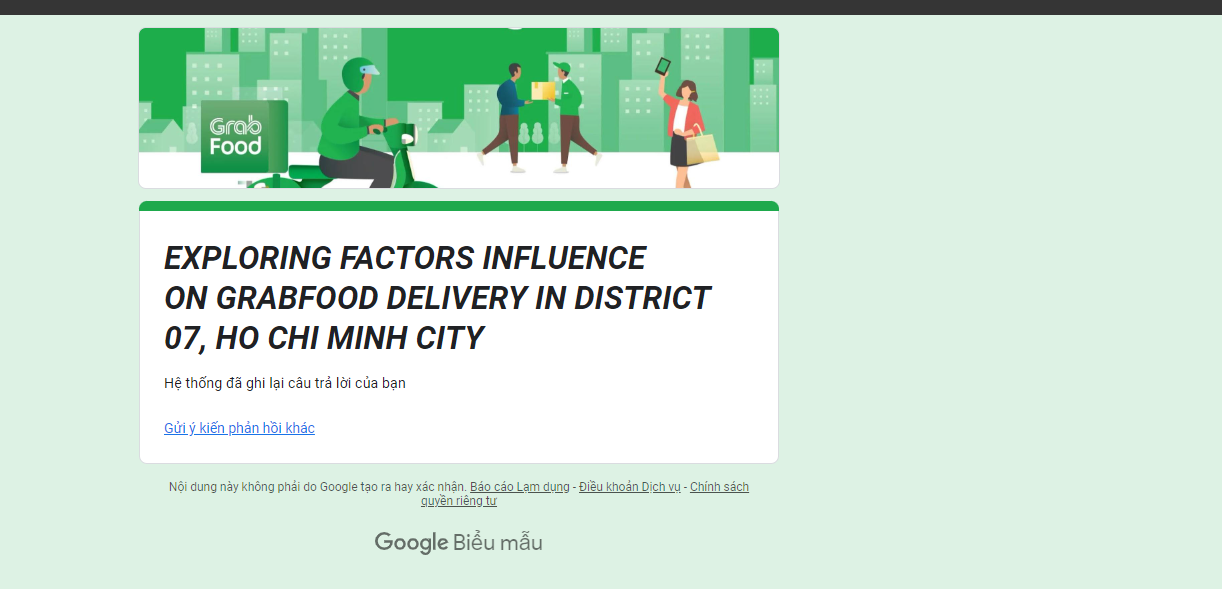 Grab
Food
EXPLORING FACTORS INFLUENCE
ON GRABFOOD DELIVERY IN DISTRICT
07, HO CHI MINH CITY
Hệ thống đã ghi lại câu trả lời của bạn
Gửi ý kiến phản hồi khác
Nội dung này không phải do Google tạo ra hay xác nhận. Báo cáo Lạm dụng - Điều khoản Dịch vụ - Chính sách
quyền riêng tư
Google Biểu mẫu